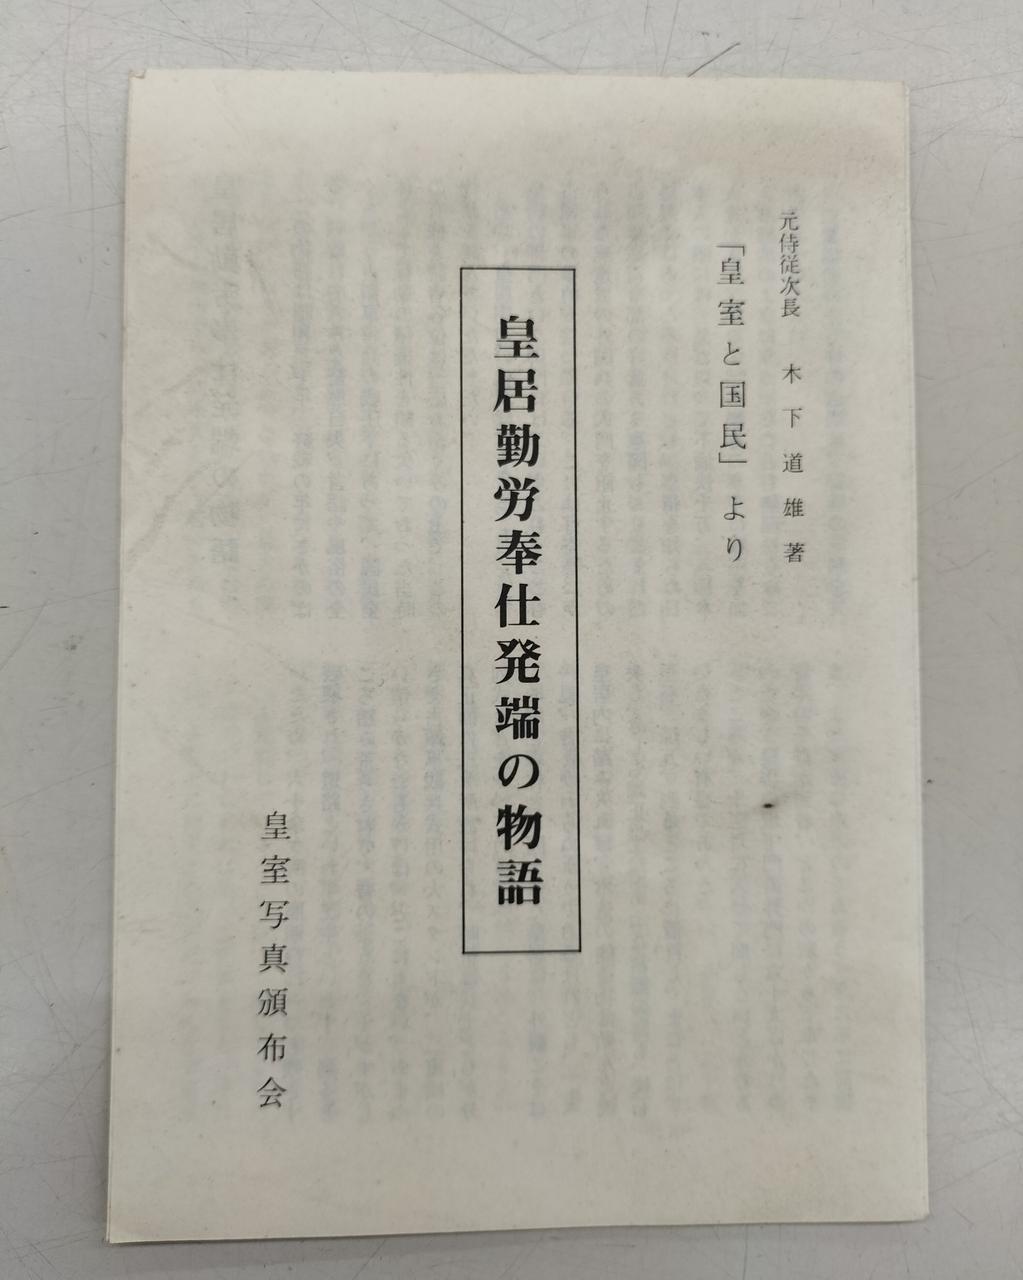 元侍従次長 木下道雄著
「皇室と国民」より
皇居勤労奉仕発端の物語
皇室写真頒布会